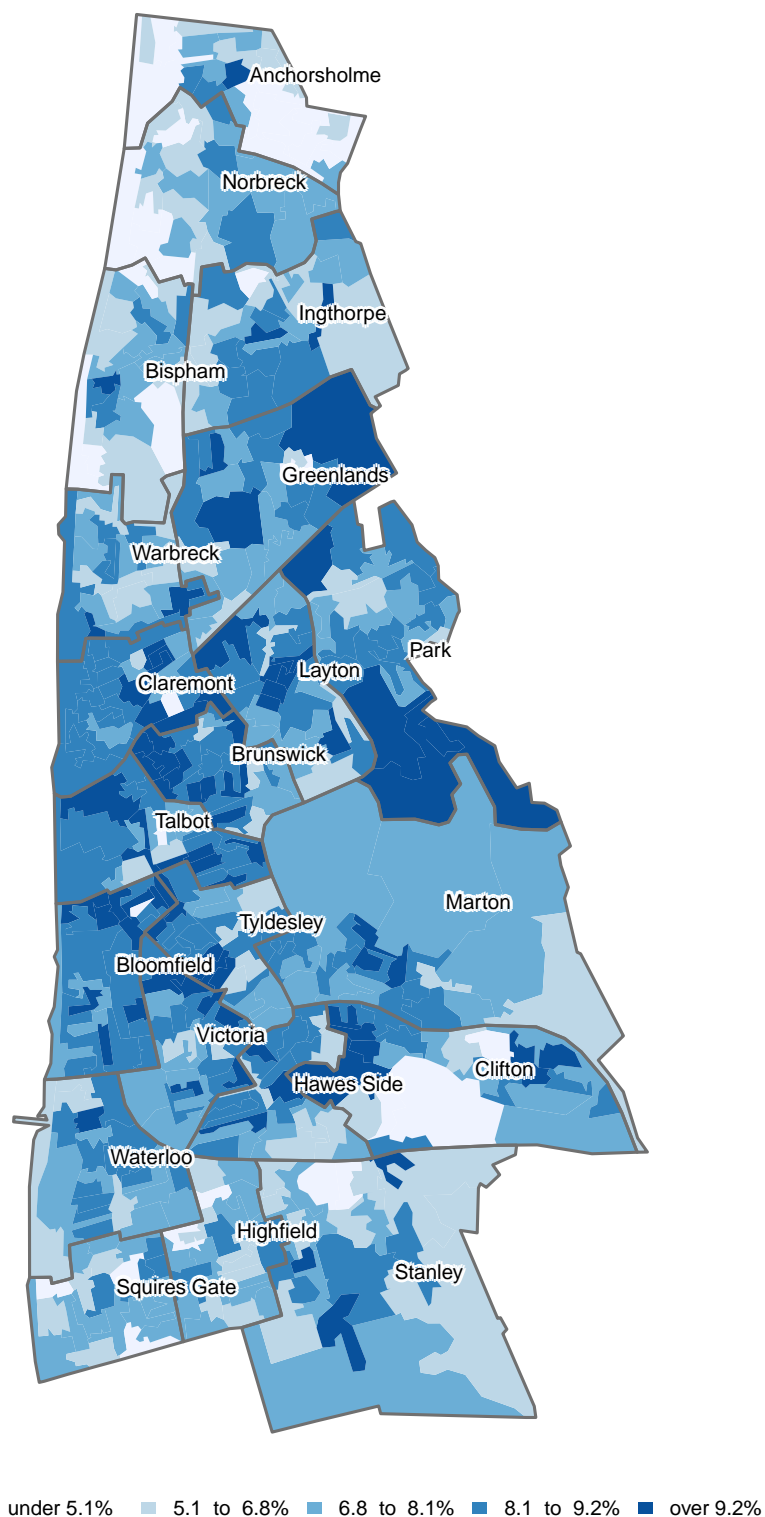 Anchorsholme
Norbreck
Ingthorpe
Bispham
Greenlands
Warbreck
Park
Layton
Claremont
Brunswick
Talbot
Marton
Tyldesley
Bloomfield
Victoria
Clifton
Hawes Side
Waterloo
Highfield
Stanley
Squires Gate
under 5.1% 5.1 to 6.8% 6.8 to 8.1% 8.1 to 9.2% over 9.2%